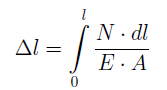 Δl = ∫₀ˡ (N · dl) / (E · A)